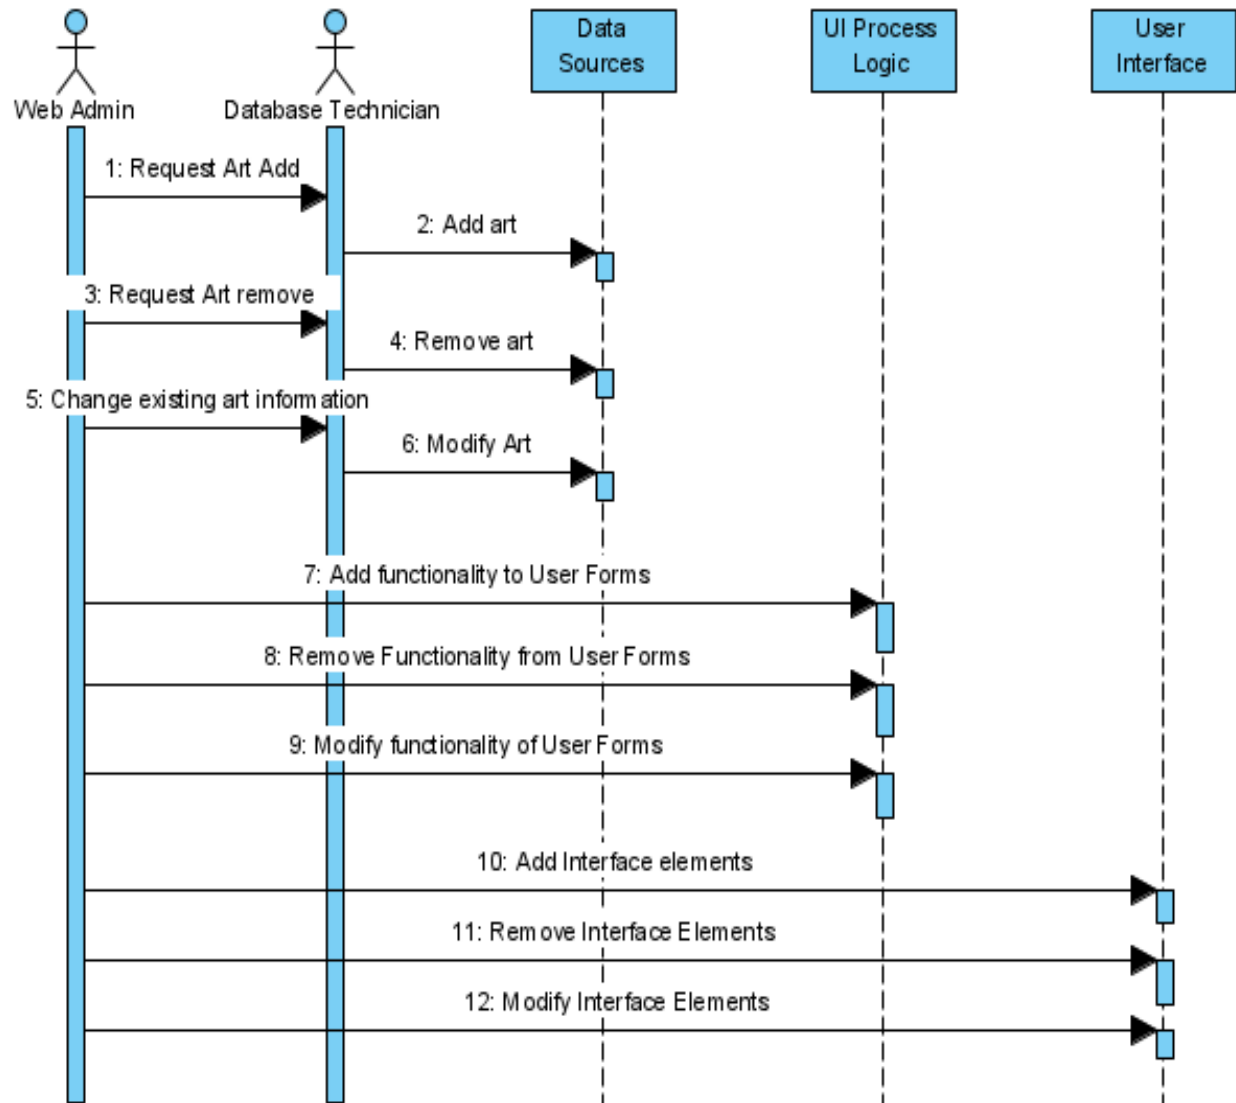 Data
Sources
UI Process
Logic
User
Interface
Web Admin
Database Technician
1: Request Art Add
2: Add art
3: Request Art remove
4: Remove art
5: Change existing art information
6: Modify Art
7: Add functionality to User Forms
8: Remove Functionality from User Forms
9: Modify functionality of User Forms
10: Add Interface elements
11: Remove Interface Elements
12: Modify Interface Elements